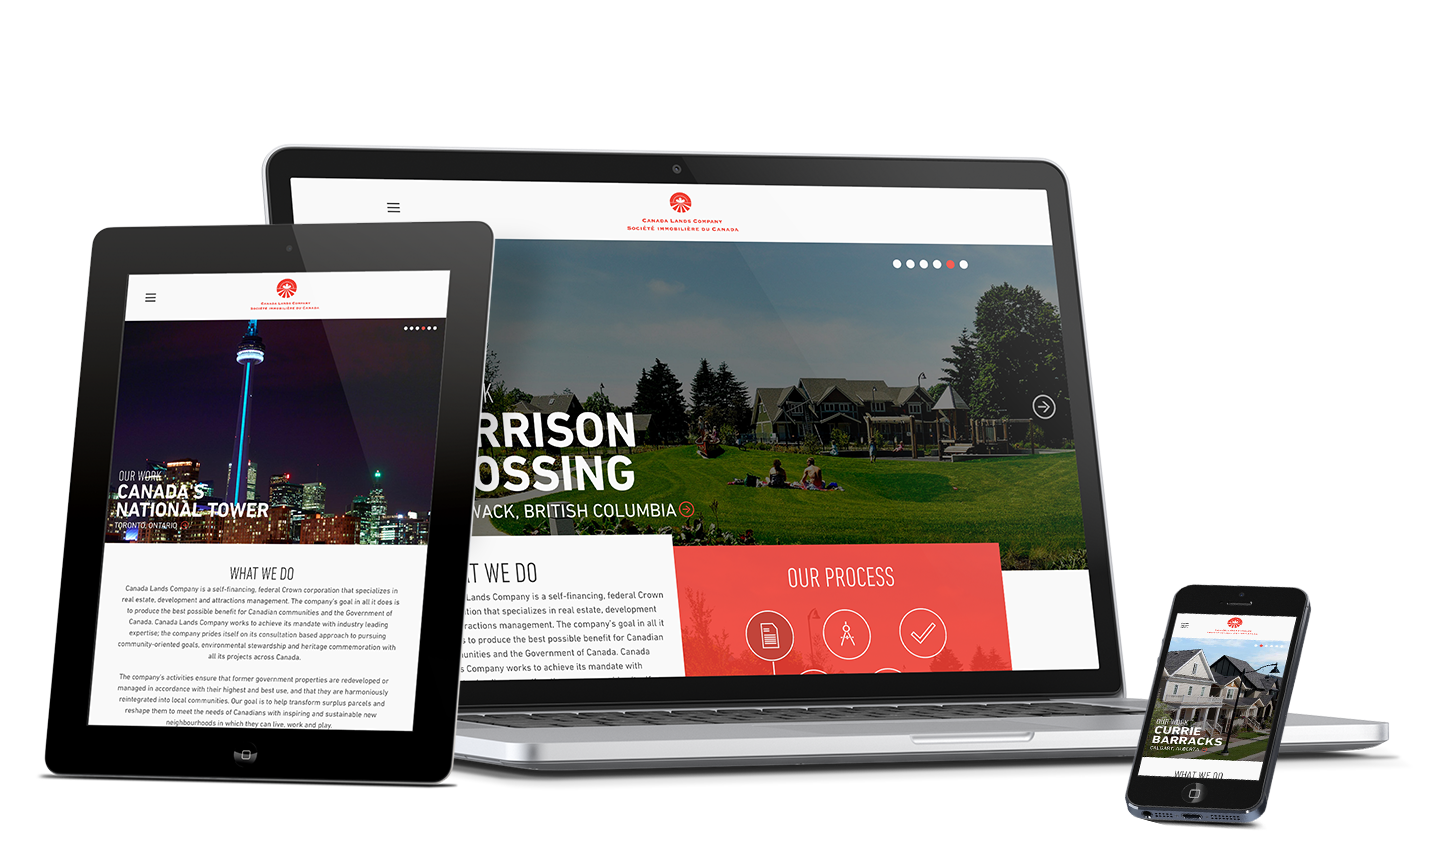 CANADA LANDS COMPANY
SOCIÉTÉ IMMOBILIÈRE DU CANADA
OUR WORK
CANADA'S
NATIONAL TOWER
TORONTO, ONTARIO
WHAT WE DO
Canada Lands Company is a self-financing, federal Crown corporation that specializes in
real estate, development and attractions management. The company's goal in all it does is
to produce the best possible benefit for Canadian communities and the Government of
Canada. Canada Lands Company works to achieve its mandate with industry leading
expertise; the company prides itself on its consultation based approach to pursuing
community-oriented goals, environmental stewardship and heritage commemoration with
all its projects across Canada.
The company's activities ensure that former government properties are redeveloped or
managed in accordance with their highest and best use, and that they are harmoniously
reintegrated into local communities. Our goal is to help transform surplus parcels and
reshape them to meet the needs of Canadians with inspiring and sustainable new
neighbourhoods in which they can live, work and play.
CANADA LANDS COMPANY
SOCIÉTÉ IMMOBILIÈRE DU CANADA
K
RRISON
OSSING
WACK, BRITISH COLUMBIA
AT WE DO
Lands Company is a self-financing, federal Crown
tion that specializes in real estate, development
ractions management. The company's goal in all it
s to produce the best possible benefit for Canadian
unities and the Government of Canada. Canada
s Company works to achieve its mandate with
OUR PROCESS
OUR WORK
CURRIE
BARRACKS
CALGARY, ALBERTA
WHAT WE DO